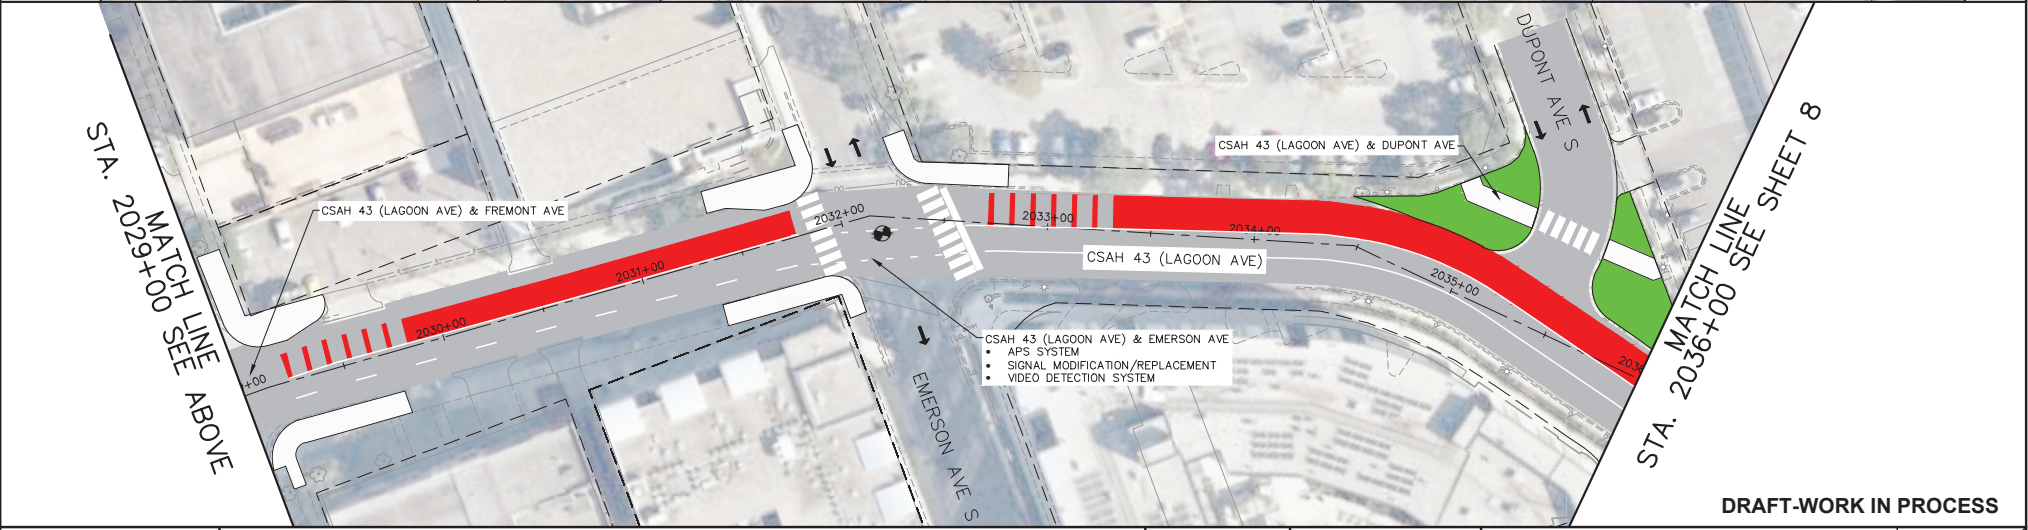 STA. 2029+00 SEE ABOVE
MATCH LINE
CSAH 43 (LAGOON AVE) & FREMONT AVE
+00
2030+00
2031+00
2032+00
2033+00
2034+00
2035+00
2036
CSAH 43 (LAGOON AVE)
CSAH 43 (LAGOON AVE) & EMERSON AVE
• APS SYSTEM
• SIGNAL MODIFICATION/REPLACEMENT
• VIDEO DETECTION SYSTEM
EMERSON AVE S
CSAH 43 (LAGOON AVE) & DUPONT AVE
DUPONT AVE S
MATCH LINE
STA. 2036+00 SEE SHEET 8
DRAFT-WORK IN PROCESS